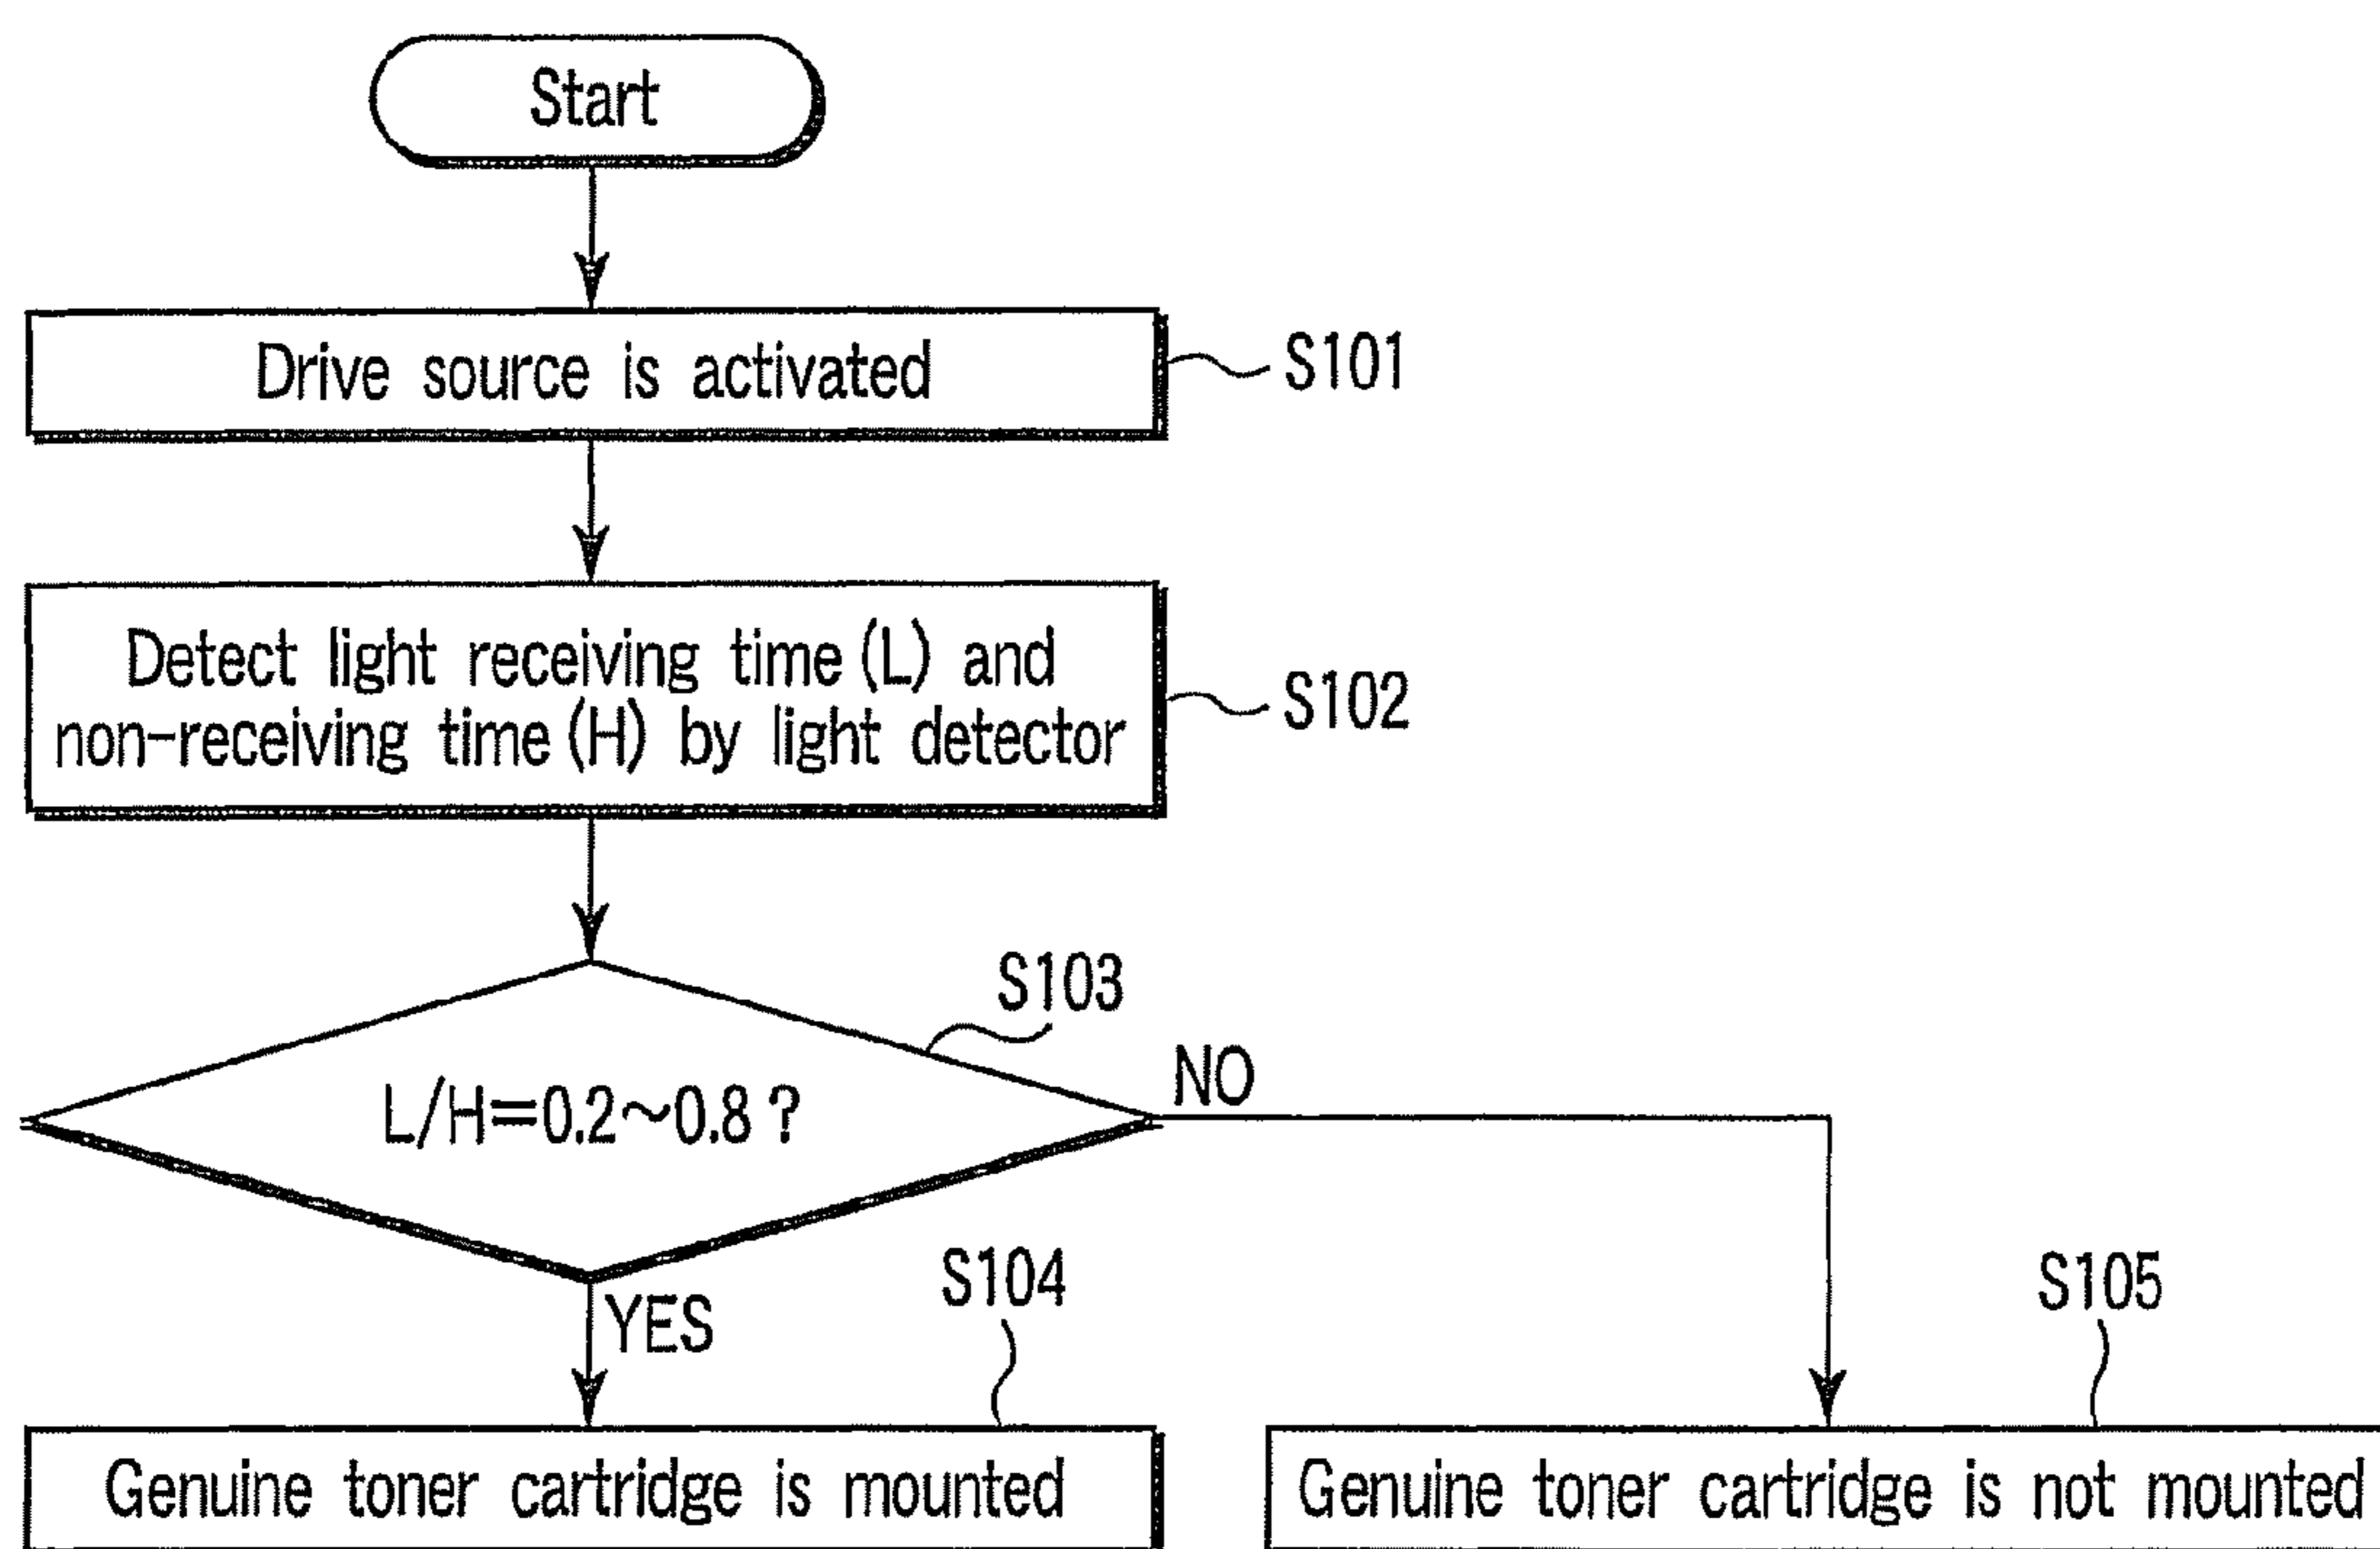 Start
Drive source is activated
S101
Detect light receiving time (L) and
non-receiving time (H) by light detector
S102
S103
L/H=0.2~0.8 ?
NO
YES
S104
S105
Genuine toner cartridge is mounted
Genuine toner cartridge is not mounted